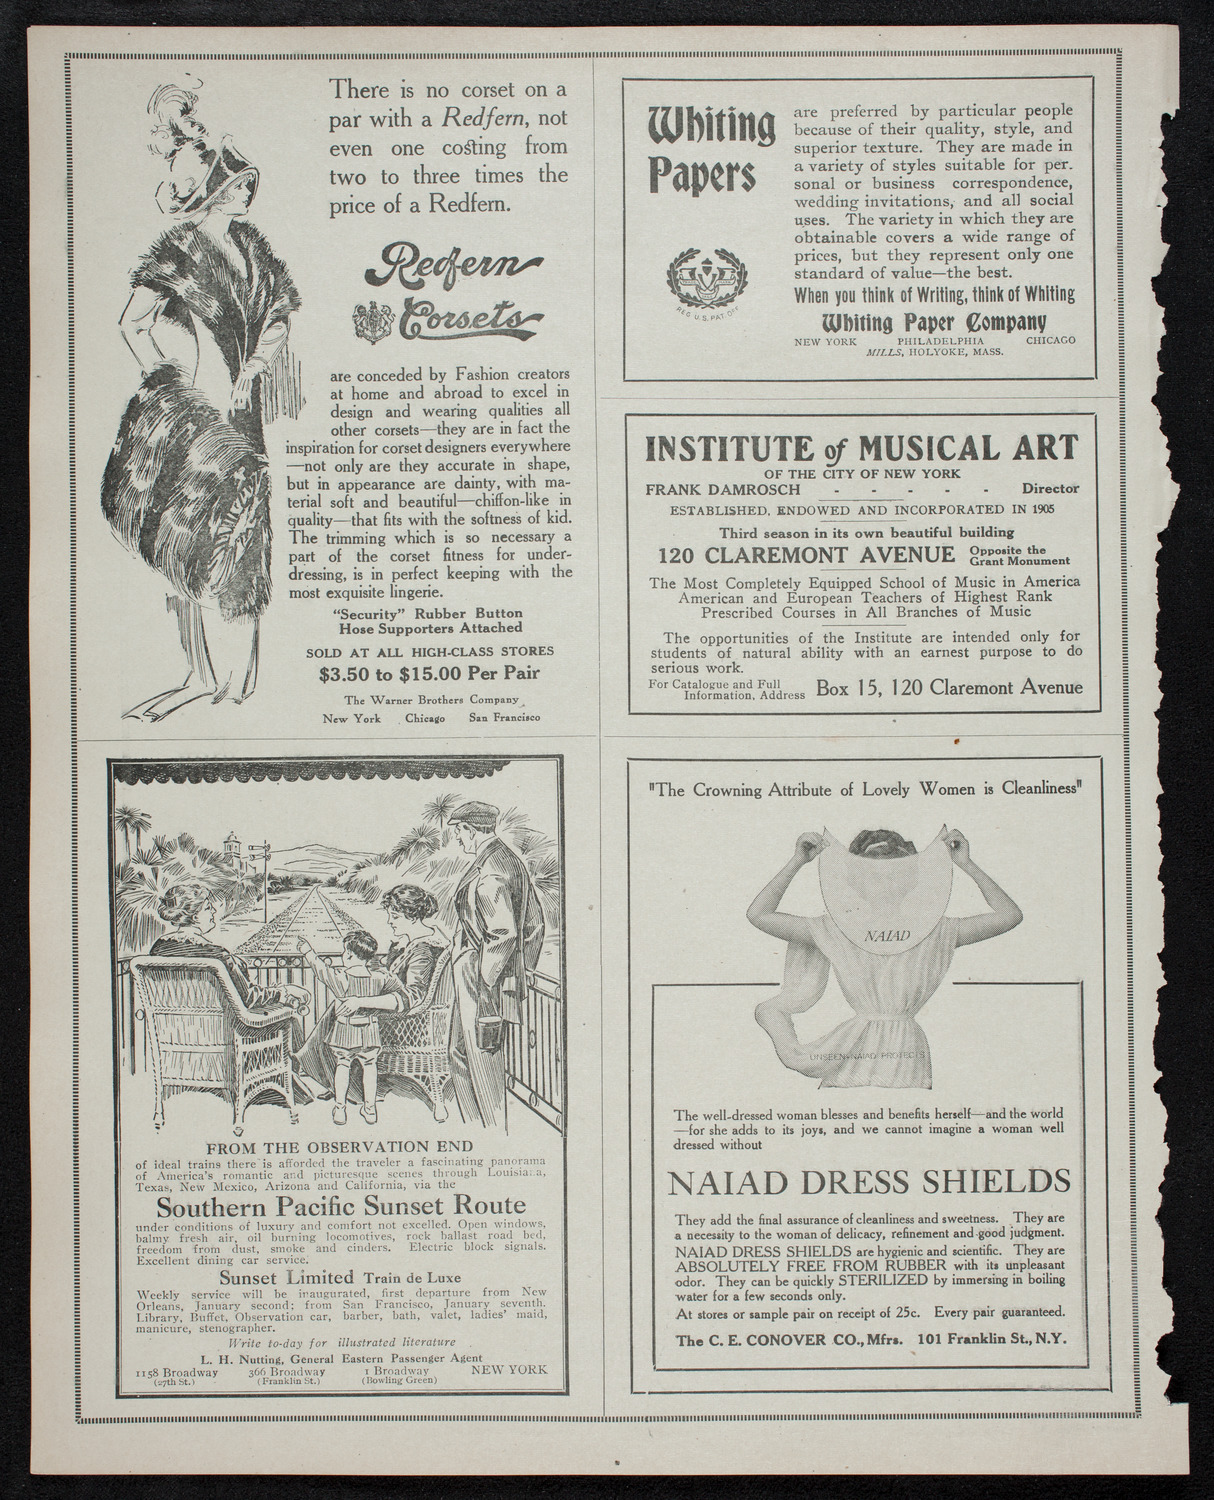 There is no corset on a
par with a Redfern, not
even one costing from
two to three times the
price of a Redfern.
Redfern
Corsets
are conceded by Fashion creators
at home and abroad to excel in
design and wearing qualities all
other corsets—they are in fact the
inspiration for corset designers everywhere
—not only are they accurate in shape,
but in appearance are dainty, with ma-
terial soft and beautiful—chiffon-like in
quality—that fits with the softness of kid.
The trimming which is so necessary a
part of the corset fitness for under-
dressing, is in perfect keeping with the
most exquisite lingerie.
"Security" Rubber Button
Hose Supporters Attached
SOLD AT ALL HIGH-CLASS STORES
$3.50 to $15.00 Per Pair
The Warner Brothers Company
New York Chicago San Francisco
Whiting
Papers
REG U.S. PAT. OFF
are preferred by particular people
because of their quality, style, and
superior texture. They are made in
a variety of styles suitable for per.
sonal or business correspondence,
wedding invitations, and all social
uses. The variety in which they are
obtainable covers a wide range of
prices, but they represent only one
standard of value—the best.
When you think of Writing, think of Whiting
Whiting Paper Company
NEW YORK PHILADELPHIA CHICAGO
MILLS, HOLYOKE, MASS.
INSTITUTE of MUSICAL ART
OF THE CITY OF NEW YORK
FRANK DAMROSCH - - - - - Director
ESTABLISHED, ENDOWED AND INCORPORATED IN 1905
Third season in its own beautiful building
120 CLAREMONT AVENUE Opposite the
Grant Monument
The Most Completely Equipped School of Music in America
American and European Teachers of Highest Rank
Prescribed Courses in All Branches of Music
The opportunities of the Institute are intended only for
students of natural ability with an earnest purpose to do
serious work.
For Catalogue and Full
Information, Address Box 15, 120 Claremont Avenue
FROM THE OBSERVATION END
of ideal trains there is afforded the traveler a fascinating panorama
of America's romantic and picturesque scenes through Louisiana,
Texas, New Mexico, Arizona and California, via the
Southern Pacific Sunset Route
under conditions of luxury and comfort not excelled. Open windows,
balmy fresh air, oil burning locomotives, rock ballast road bed,
freedom from dust, smoke and cinders. Electric block signals.
Excellent dining car service.
Sunset Limited Train de Luxe
Weekly service will be inaugurated, first departure from New
Orleans, January second; from San Francisco, January seventh.
Library, Buffet, Observation car, barber, bath, valet, ladies' maid,
manicure, stenographer.
Write to-day for illustrated literature
L. H. Nutting, General Eastern Passenger Agent
1158 Broadway 366 Broadway 1 Broadway NEW YORK
(27th St.) (Franklin St.) (Bowling Green)
"The Crowning Attribute of Lovely Women is Cleanliness"
NAIAD
UNSEEN-NAIAD PROTECTS
The well-dressed woman blesses and benefits herself—and the world
—for she adds to its joys, and we cannot imagine a woman well
dressed without
NAIAD DRESS SHIELDS
They add the final assurance of cleanliness and sweetness. They are
a necessity to the woman of delicacy, refinement and good judgment.
NAIAD DRESS SHIELDS are hygienic and scientific. They are
ABSOLUTELY FREE FROM RUBBER with its unpleasant
odor. They can be quickly STERILIZED by immersing in boiling
water for a few seconds only.
At stores or sample pair on receipt of 25c. Every pair guaranteed.
The C. E. CONOVER CO., Mfrs. 101 Franklin St., N.Y.